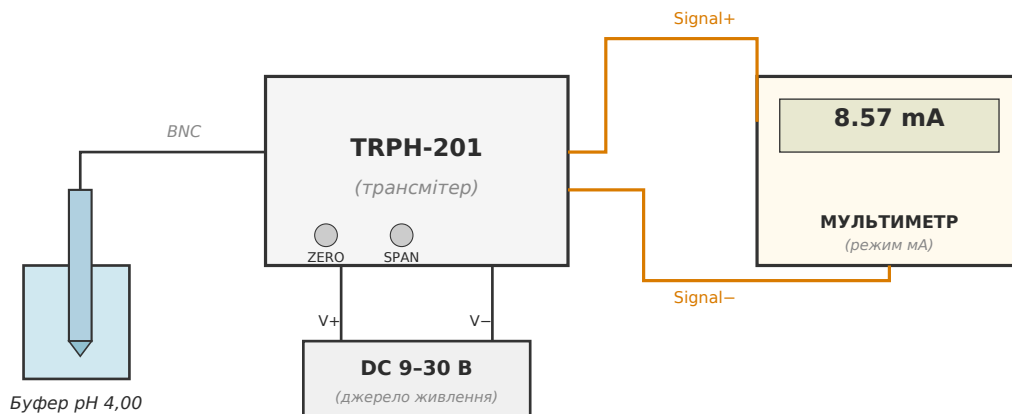 Signal+
8.57 mA
BNC
TRPH-201
(трансмітер)
МУЛЬТИМЕТР
(режим мА)
ZERO
SPAN
Signal−
V+
V−
DC 9–30 В
(джерело живлення)
Буфер pH 4,00